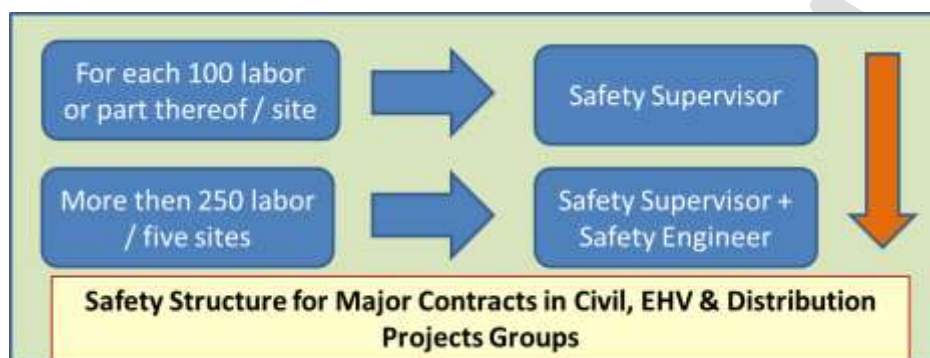 For each 100 labor
or part thereof / site
Safety Supervisor
More then 250 labor
/ five sites
Safety Supervisor +
Safety Engineer
Safety Structure for Major Contracts in Civil, EHV & Distribution
Projects Groups